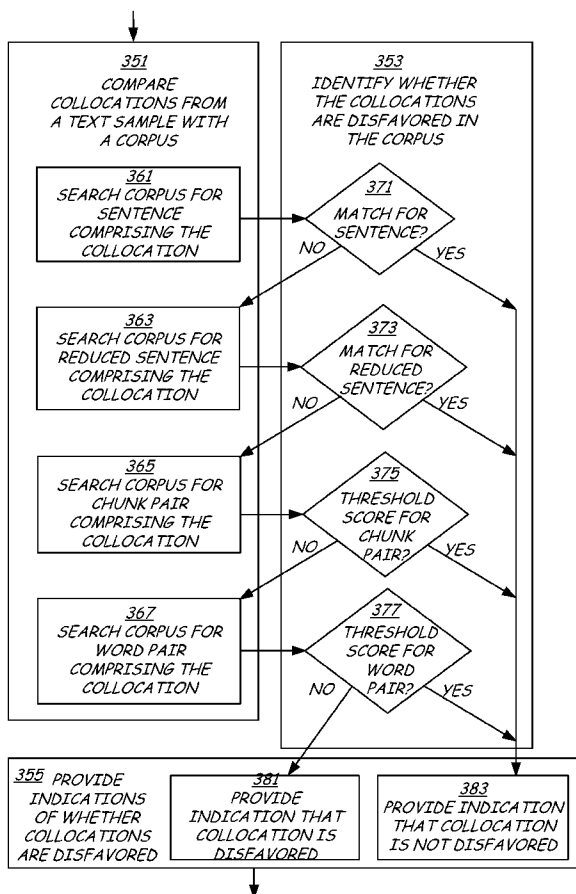 351
COMPARE
COLLOCATIONS FROM
A TEXT SAMPLE WITH
A CORPUS
353
IDENTIFY WHETHER
THE COLLOCATIONS
ARE DISFAVORED IN
THE CORPUS
361
SEARCH CORPUS FOR
SENTENCE
COMPRISING THE
COLLOCATION
371
MATCH FOR
SENTENCE?
NO
YES
363
SEARCH CORPUS FOR
REDUCED SENTENCE
COMPRISING THE
COLLOCATION
373
MATCH FOR
REDUCED
SENTENCE?
NO
YES
365
SEARCH CORPUS FOR
CHUNK PAIR
COMPRISING THE
COLLOCATION
375
THRESHOLD
SCORE FOR
CHUNK
PAIR?
NO
YES
367
SEARCH CORPUS FOR
WORD PAIR
COMPRISING THE
COLLOCATION
377
THRESHOLD
SCORE FOR
WORD
PAIR?
NO
YES
355 PROVIDE
INDICATIONS
OF WHETHER
COLLOCATIONS
ARE DISFAVORED
381
PROVIDE
INDICATION THAT
COLLOCATION IS
DISFAVORED
383
PROVIDE INDICATION
THAT COLLOCATION
IS NOT DISFAVORED